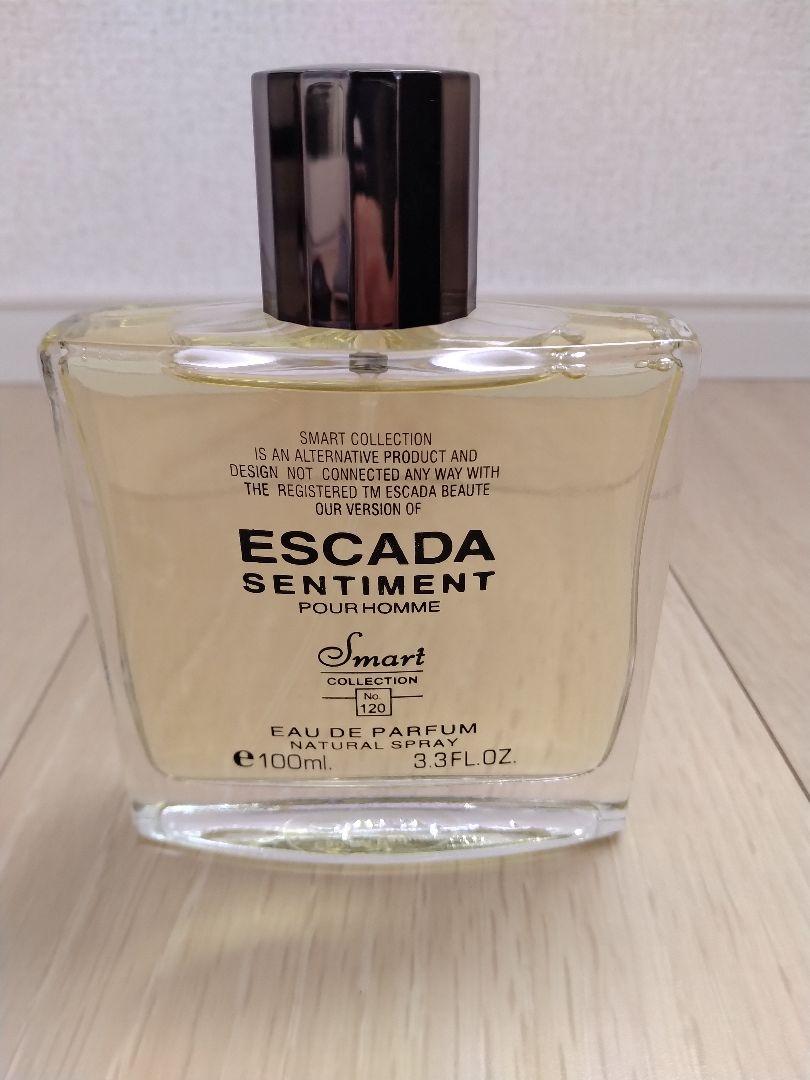 SMART COLLECTION
IS AN ALTERNATIVE PRODUCT AND
DESIGN NOT CONNECTED ANY WAY WITH
THE REGISTERED TM ESCADA BEAUTE
OUR VERSION OF
ESCADA
SENTIMENT
POUR HOMME
Smart
COLLECTION
No.
120
EAU DE PARFUM
NATURAL SPRAY
℮100ml. 3.3FL.OZ.